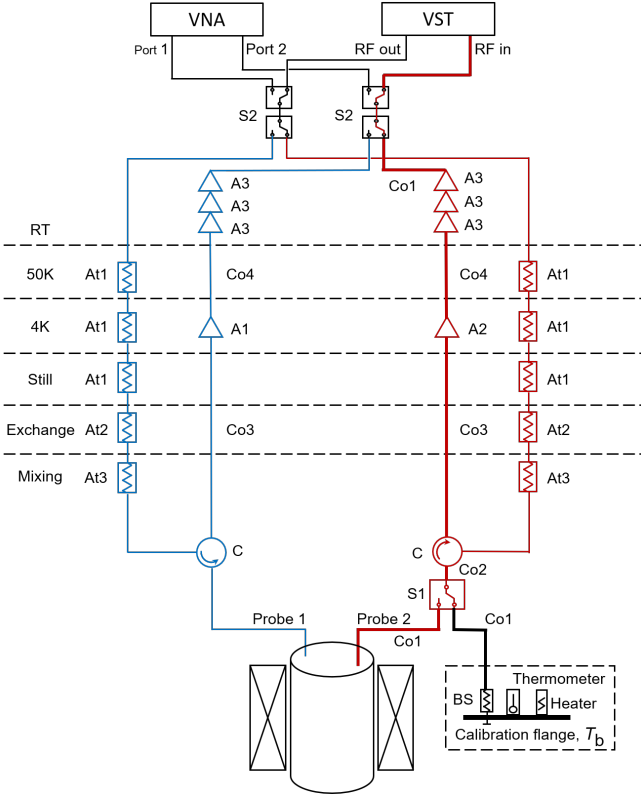 VNA VST
Port 1 Port 2 RF out RF in
S2 S2
A3 Co1 A3
A3 A3
A3 A3
RT
50K At1 Co4 Co4 At1
4K At1 A1 A2 At1
Still At1 At1
Exchange At2 Co3 Co3 At2
Mixing At3 At3
C C
Co2
S1
Probe 1 Probe 2 Co1
Co1
Thermometer
BS Heater
Calibration flange, Tb